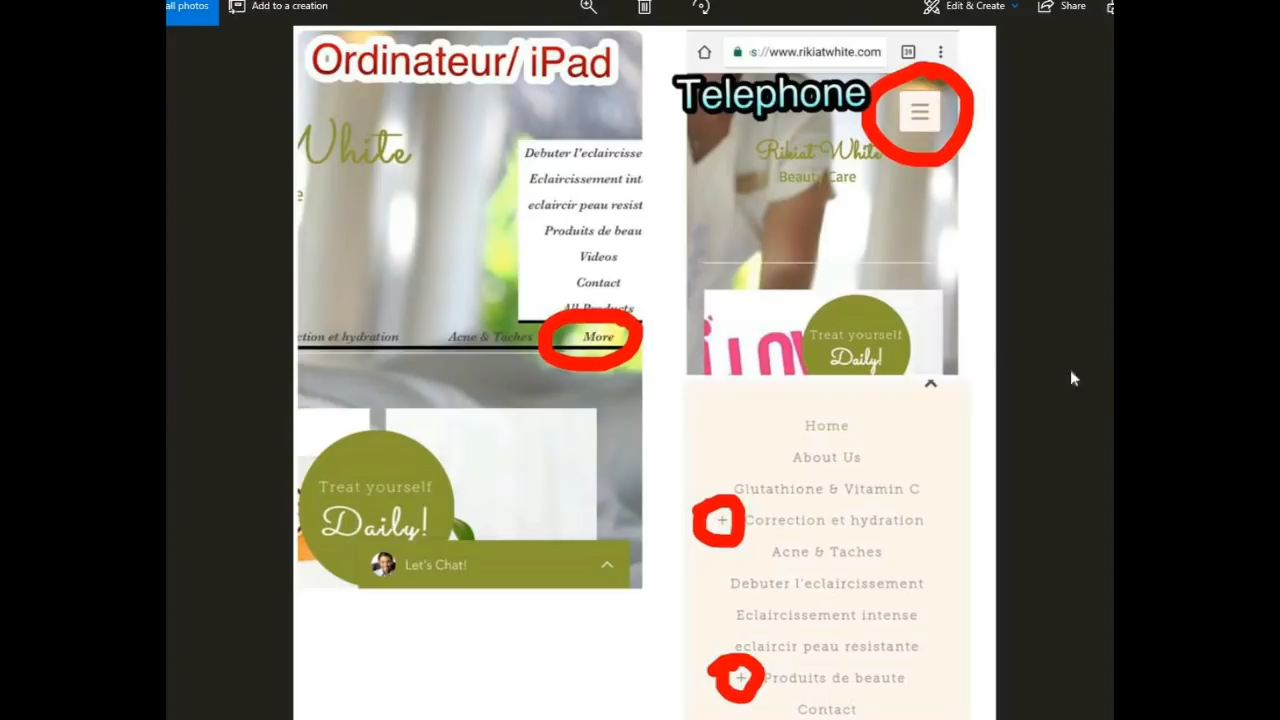 all photos
Add to a creation
Edit & Create
Share
Ordinateur/ iPad
White
e
Debuter l'eclaircisse
Eclaircissement int
eclaircir peau resist
Produits de beau
Videos
Contact
All Products
ction et hydration
Acne & Taches
More
Treat yourself
Daily!
Let's Chat!
s://www.rikiatwhite.com
39
Telephone
Rikiat White
Beauty Care
I LOV
Treat yourself
Daily!
Home
About Us
Glutathione & Vitamin C
+ Correction et hydration
Acne & Taches
Debuter l'eclaircissement
Eclaircissement intense
eclaircir peau resistante
+ Produits de beaute
Contact